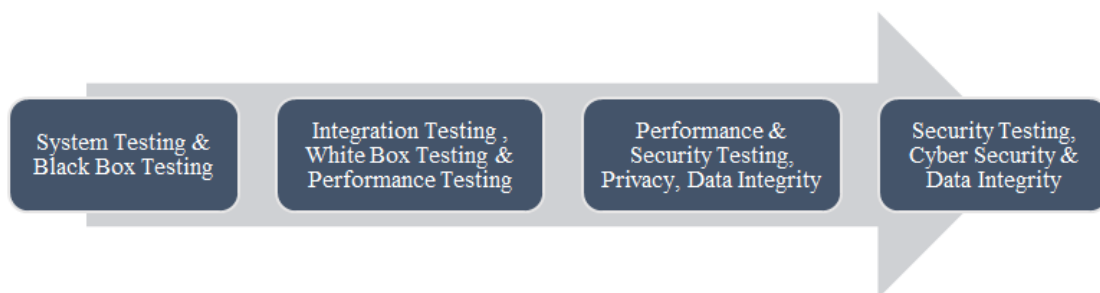 System Testing &
Black Box Testing
Integration Testing ,
White Box Testing &
Performance Testing
Performance &
Security Testing,
Privacy, Data Integrity
Security Testing,
Cyber Security &
Data Integrity